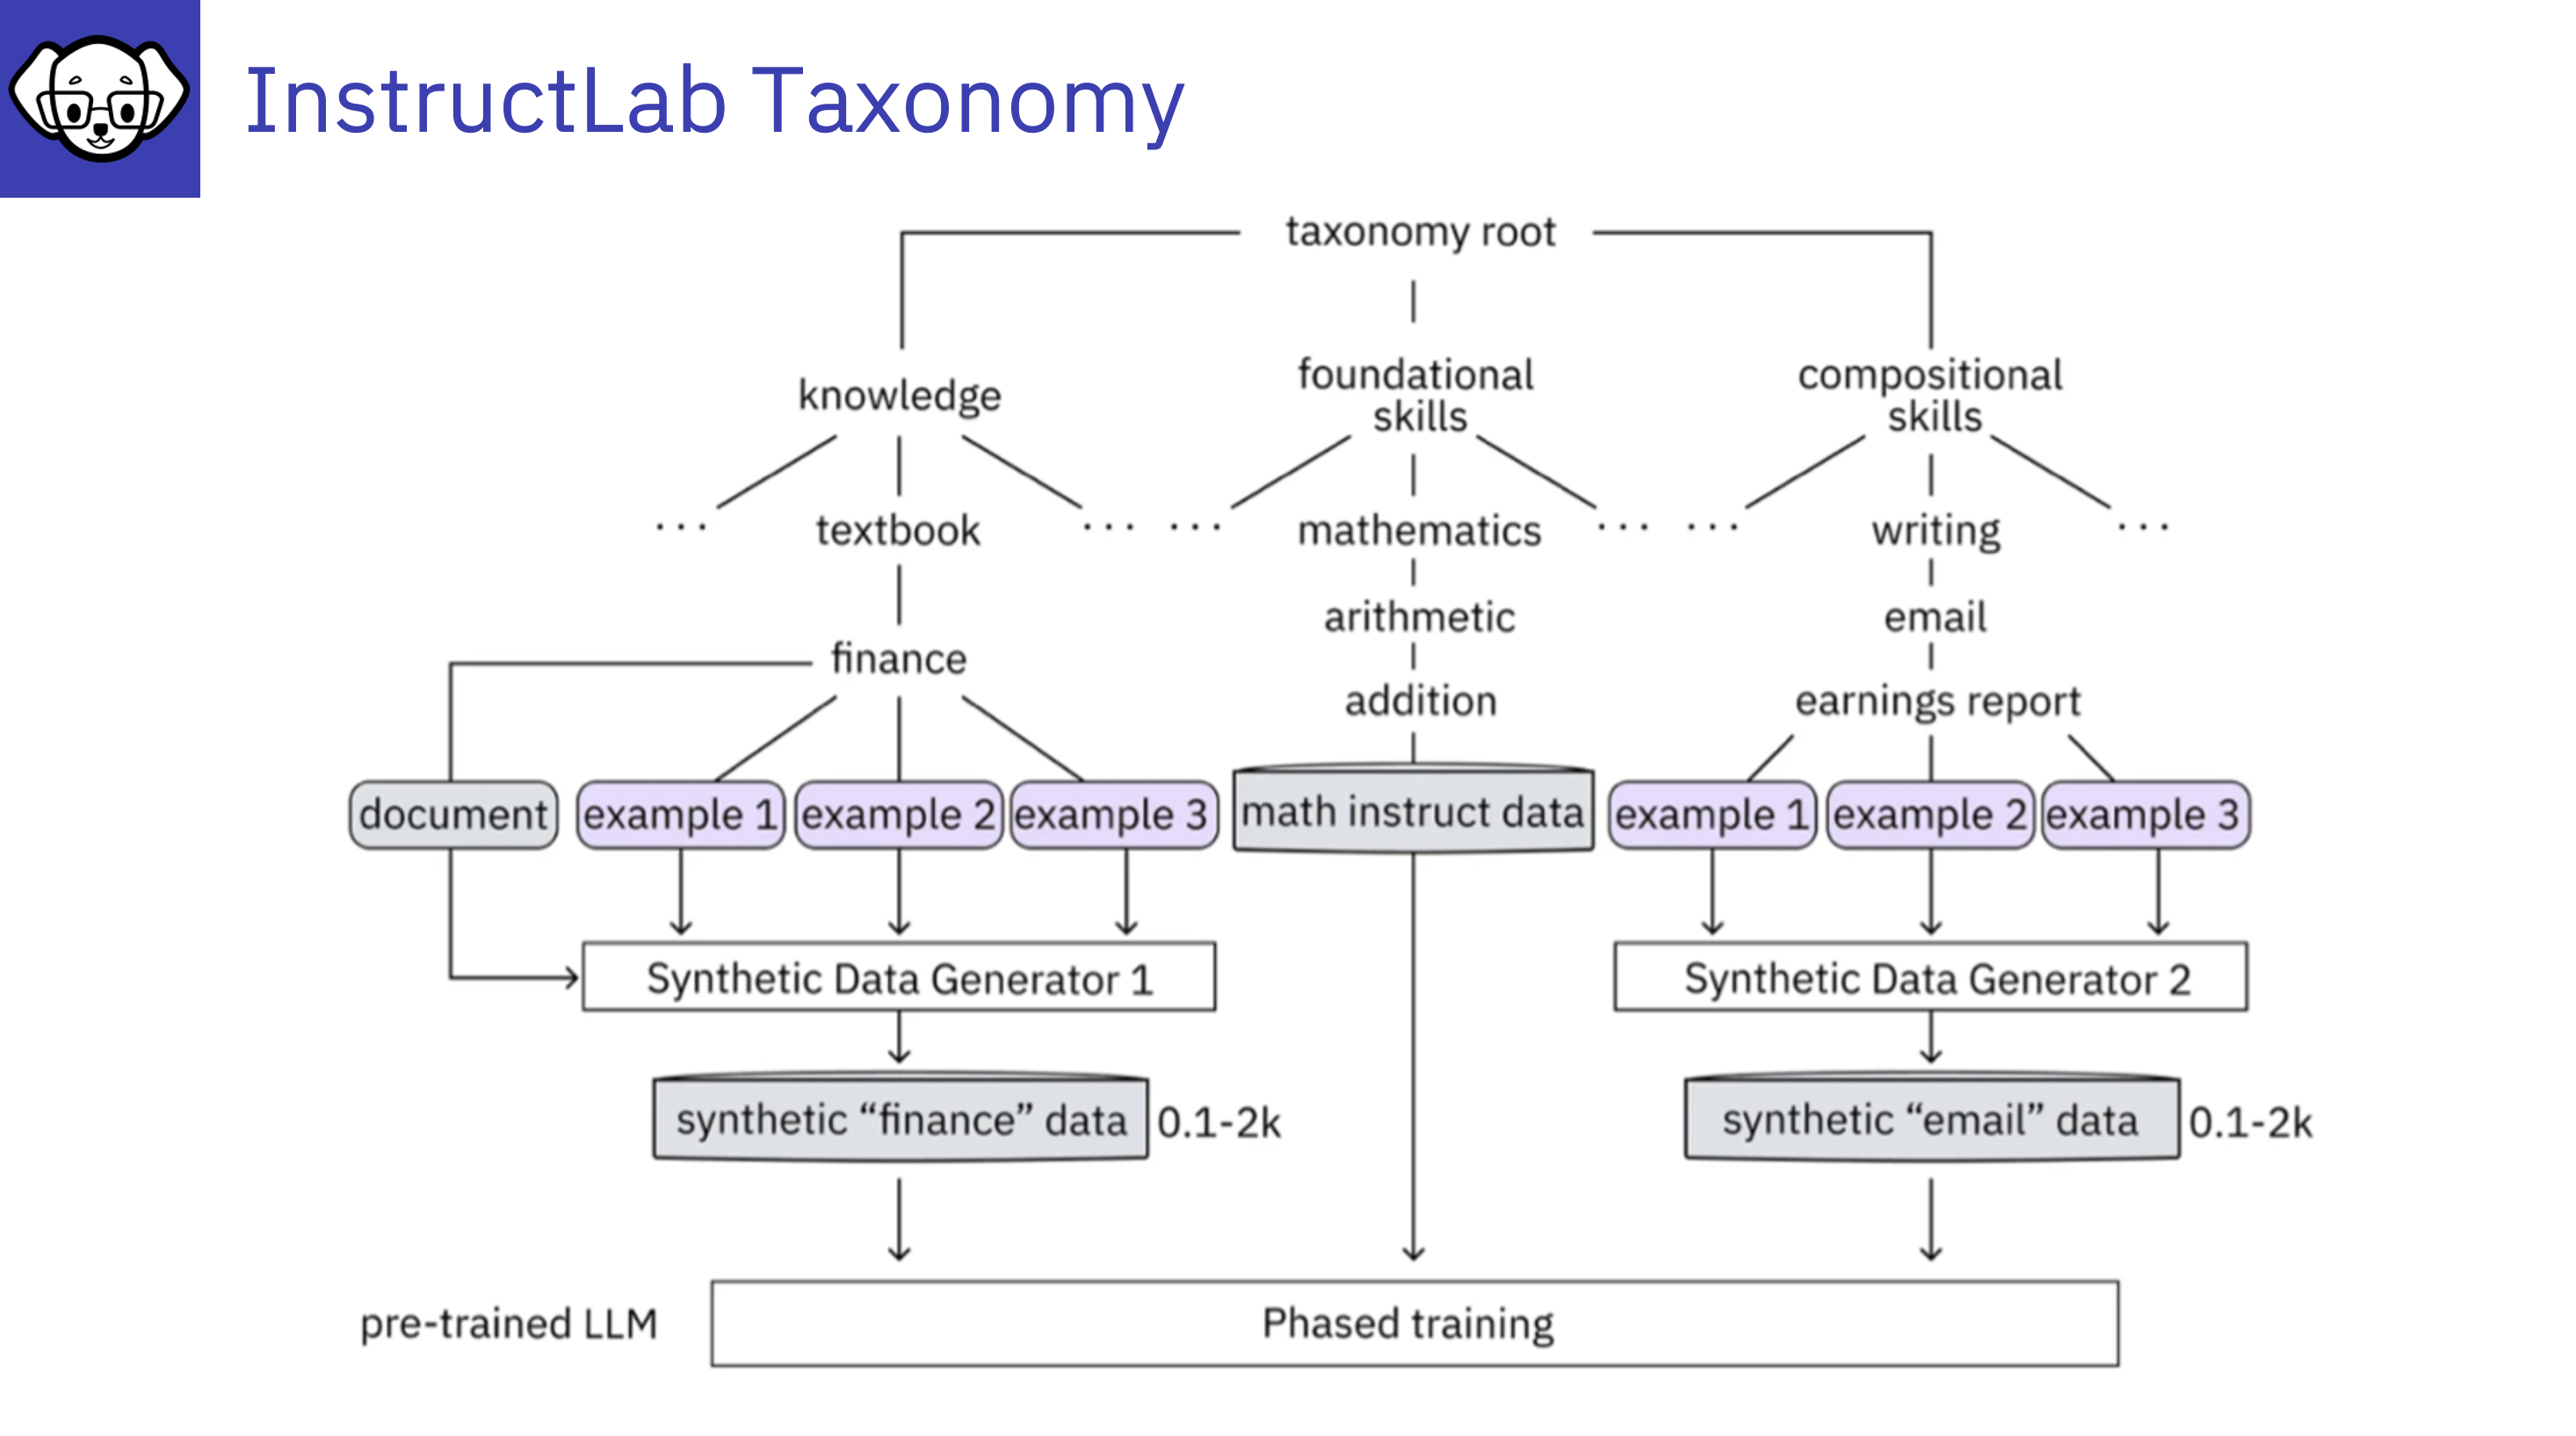 InstructLab Taxonomy
taxonomy root
knowledge
foundational
skills
compositional
skills
... textbook ... ... mathematics ... ... writing ...
arithmetic
email
finance
addition
earnings report
document
example 1
example 2
example 3
math instruct data
example 1
example 2
example 3
Synthetic Data Generator 1
Synthetic Data Generator 2
synthetic “finance” data 0.1-2k
synthetic “email” data 0.1-2k
pre-trained LLM
Phased training